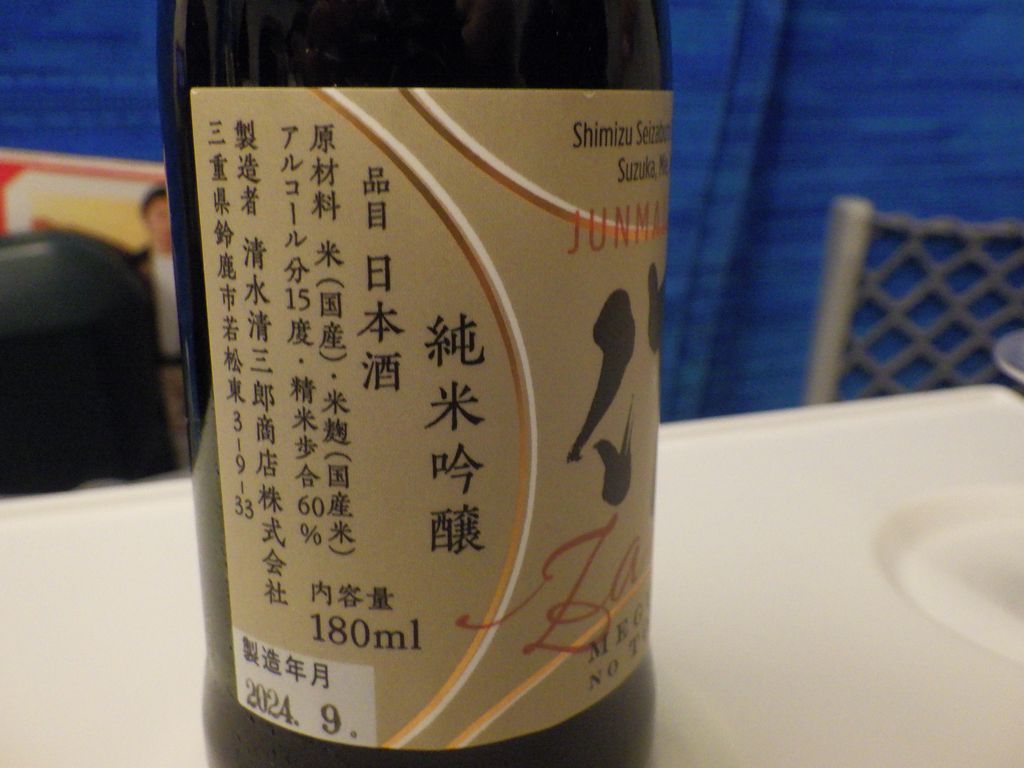 純米吟醸
品目 日本酒
原材料 米(国産)・米麹(国産米)
アルコール分15度・精米歩合60%
製造者 清水清三郎商店株式会社
三重県鈴鹿市若松東3-9-33
内容量
180ml
製造年月
2024. 9。
Shimizu
Suzuka,